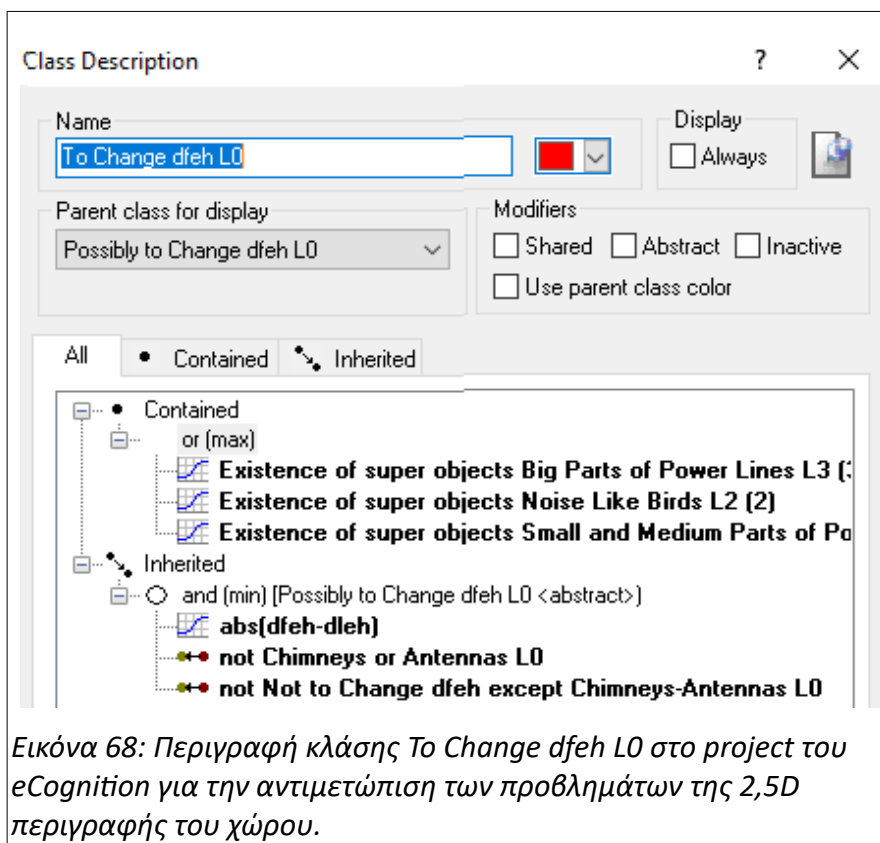 Class Description ? ×
Name
To Change dfeh L0
Display
Always
Parent class for display
Possibly to Change dfeh L0
Modifiers
Shared Abstract Inactive
Use parent class color
All Contained Inherited
Contained
or (max)
Existence of super objects Big Parts of Power Lines L3 (3
Existence of super objects Noise Like Birds L2 (2)
Existence of super objects Small and Medium Parts of Po
Inherited
and (min) [Possibly to Change dfeh L0 <abstract>)
abs(dfeh-dleh)
not Chimneys or Antennas L0
not Not to Change dfeh except Chimneys-Antennas L0
Εικόνα 68: Περιγραφή κλάσης To Change dfeh L0 στο project του
eCognition για την αντιμετώπιση των προβλημάτων της 2,5D
περιγραφής του χώρου.